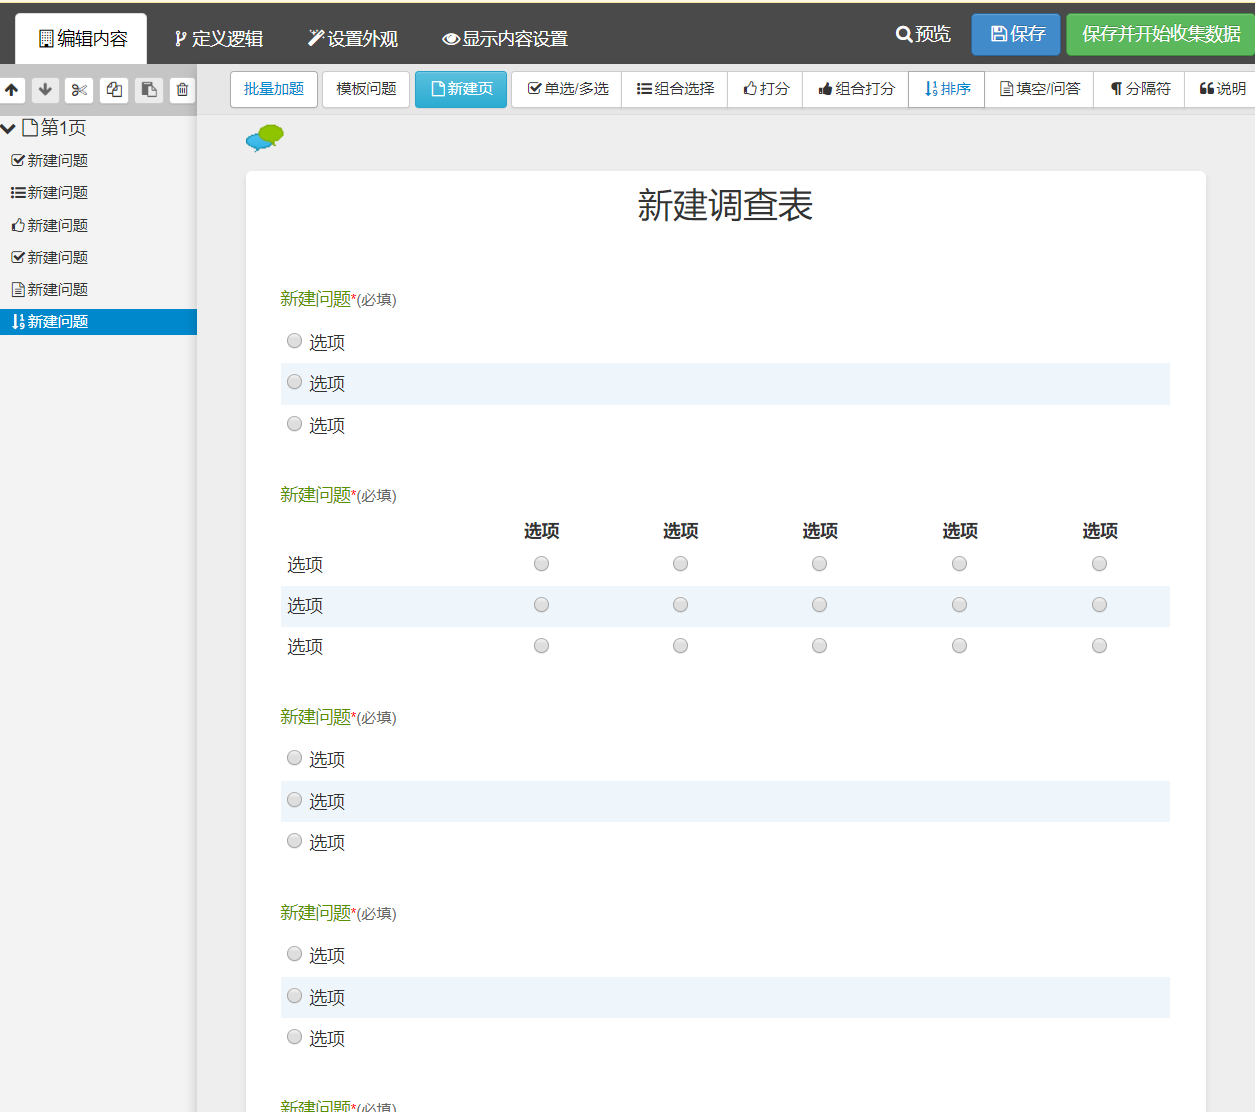 编辑内容 定义逻辑 设置外观 显示内容设置 预览 保存 保存并开始收集数据
批量加题 模板问题 新建页 单选/多选 组合选择 打分 组合打分 排序 填空/问答 分隔符 说明
第1页
新建问题
新建问题
新建问题
新建问题
新建问题
新建问题
新建调查表
新建问题*(必填)
选项
选项
选项
新建问题*(必填)
选项 选项 选项 选项 选项
选项
选项
选项
新建问题*(必填)
选项
选项
选项
新建问题*(必填)
选项
选项
选项
新建问题*(必填)